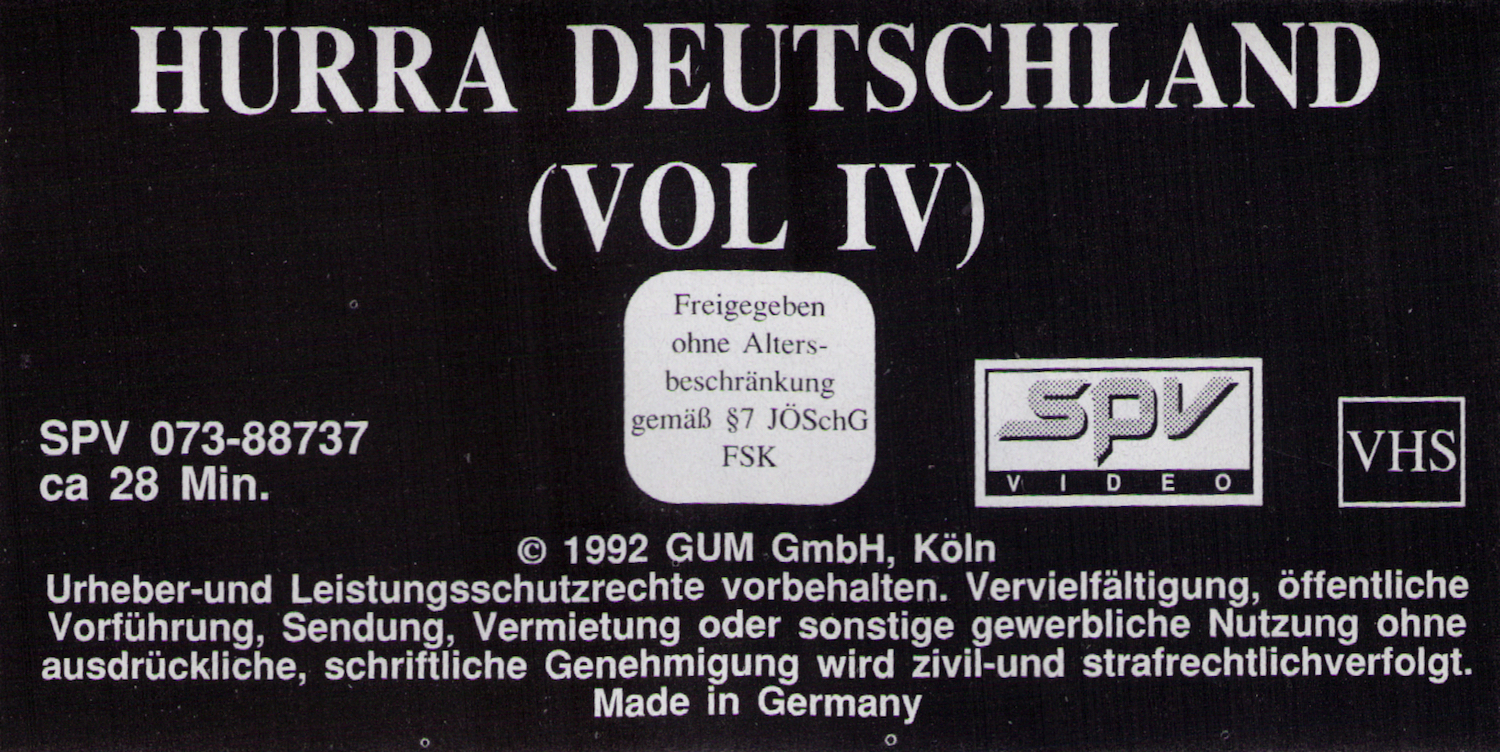 HURRA DEUTSCHLAND
(VOL IV)
Freigegeben
ohne Alters-
beschränkung
gemäß §7 JÖSchG
FSK
SPV 073-88737
ca 28 Min.
spv
VIDEO
VHS
© 1992 GUM GmbH, Köln
Urheber-und Leistungsschutzrechte vorbehalten. Vervielfältigung, öffentliche
Vorführung, Sendung, Vermietung oder sonstige gewerbliche Nutzung ohne
ausdrückliche, schriftliche Genehmigung wird zivil-und strafrechtlichverfolgt.
Made in Germany